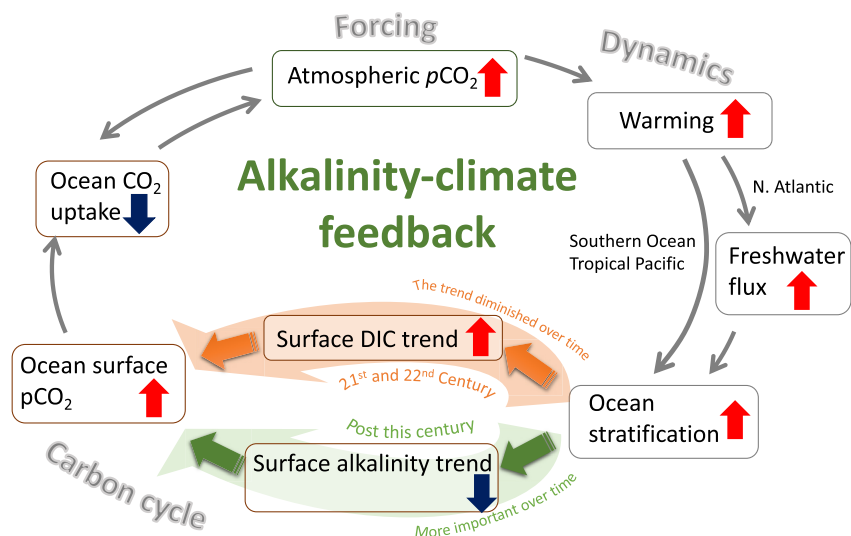 Forcing
Dynamics
Atmospheric pCO₂
Warming
Alkalinity-climate
feedback
Ocean CO₂
uptake
N. Atlantic
Southern Ocean
Tropical Pacific
Freshwater
flux
The trend diminished over time
Surface DIC trend
21st and 22nd Century
Ocean surface
pCO₂
Ocean
stratification
Post this century
Surface alkalinity trend
More important over time
Carbon cycle